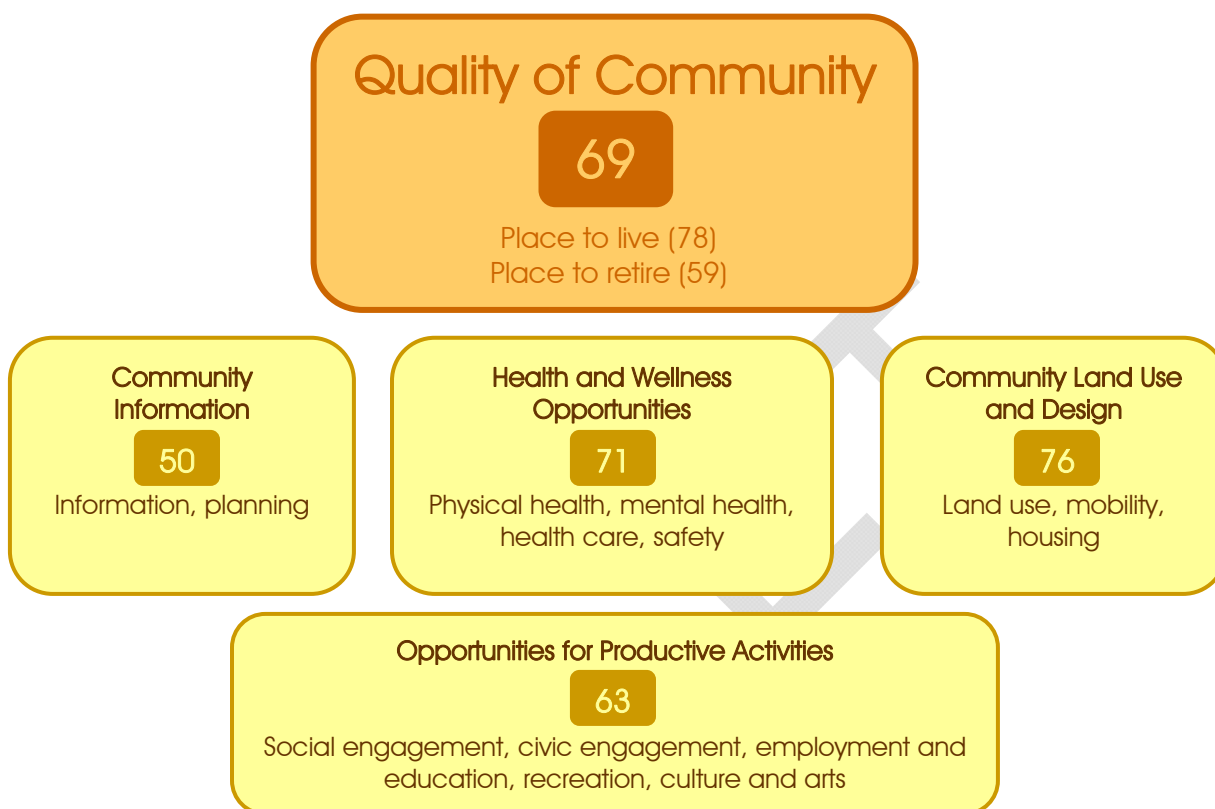 Quality of Community
69
Place to live (78)
Place to retire (59)
Community
Information
50
Information, planning
Health and Wellness
Opportunities
71
Physical health, mental health,
health care, safety
Community Land Use
and Design
76
Land use, mobility,
housing
Opportunities for Productive Activities
63
Social engagement, civic engagement, employment and
education, recreation, culture and arts